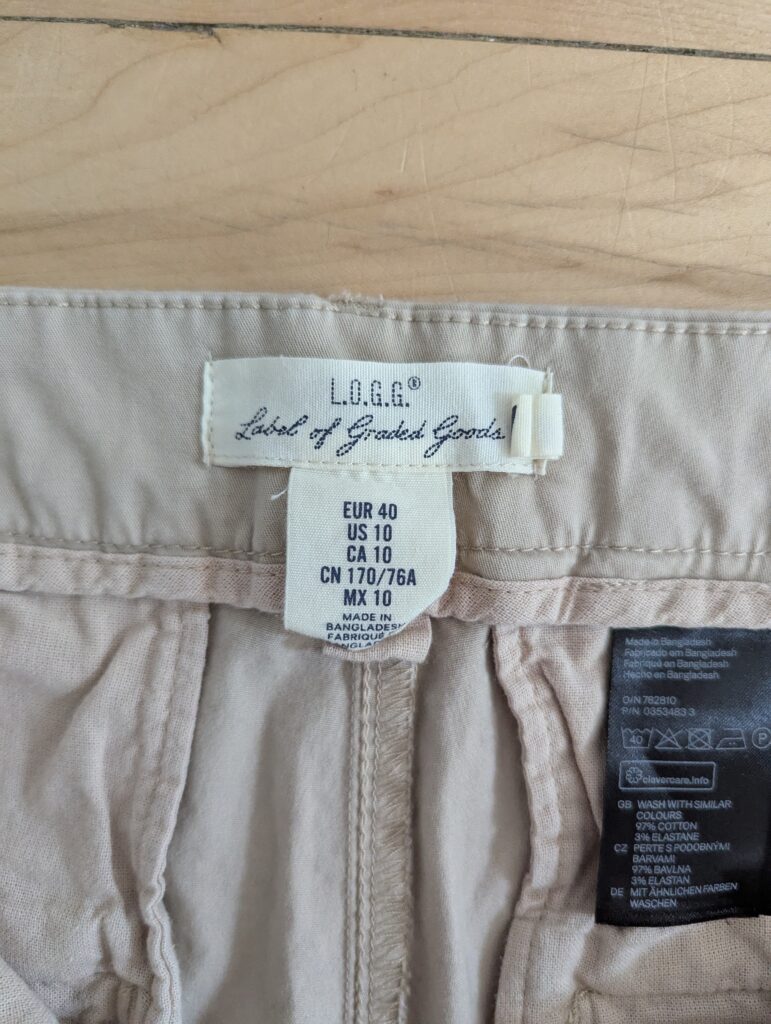 L.O.G.G.®
Label of Graded Goods
EUR 40
US 10
CA 10
CN 170/76A
MX 10
MADE IN
BANGLADESH
FABRIQUÉ
Made in Bangladesh
Fabricado em Bangladesh
Fabriqué en Bangladesh
Hecho en Bangladesh
O/N 762810
P/N 0353483 3
40 P
clevercare.info
GB WASH WITH SIMILAR
COLOURS
97% COTTON
3% ELASTANE
CZ PERTE S PODOBNÝMI
BARVAMI
97% BAVLNA
3% ELASTAN
DE MIT ÄHNLICHEN FARBEN
WASCHEN